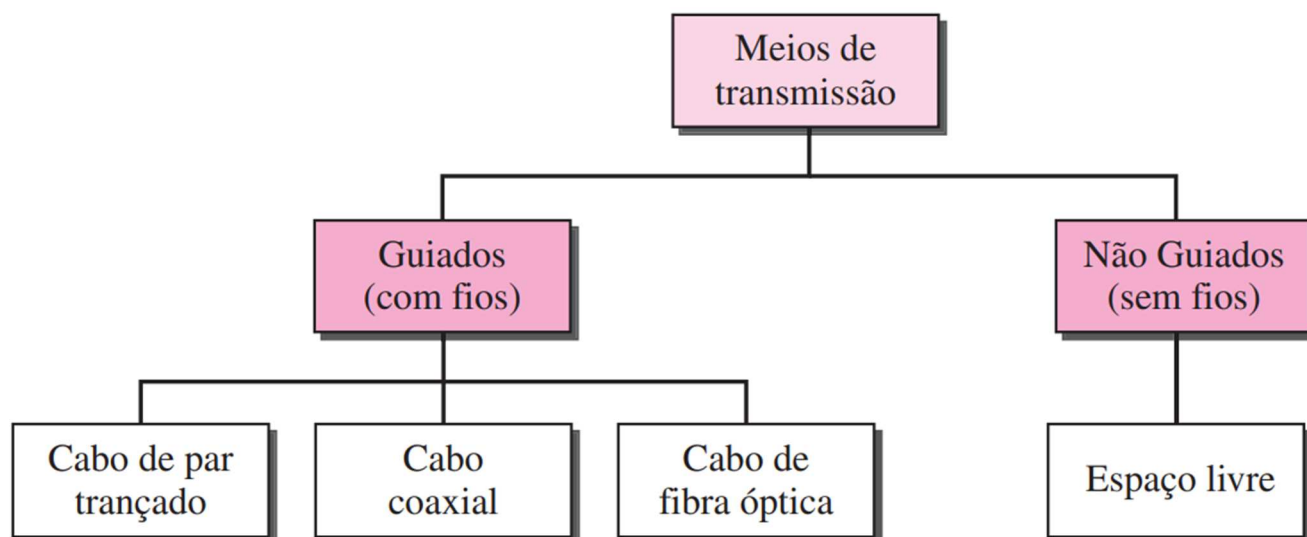 Meios de
transmissão
Guiados
(com fios)
Não Guiados
(sem fios)
Cabo de par
trançado
Cabo
coaxial
Cabo de
fibra óptica
Espaço livre